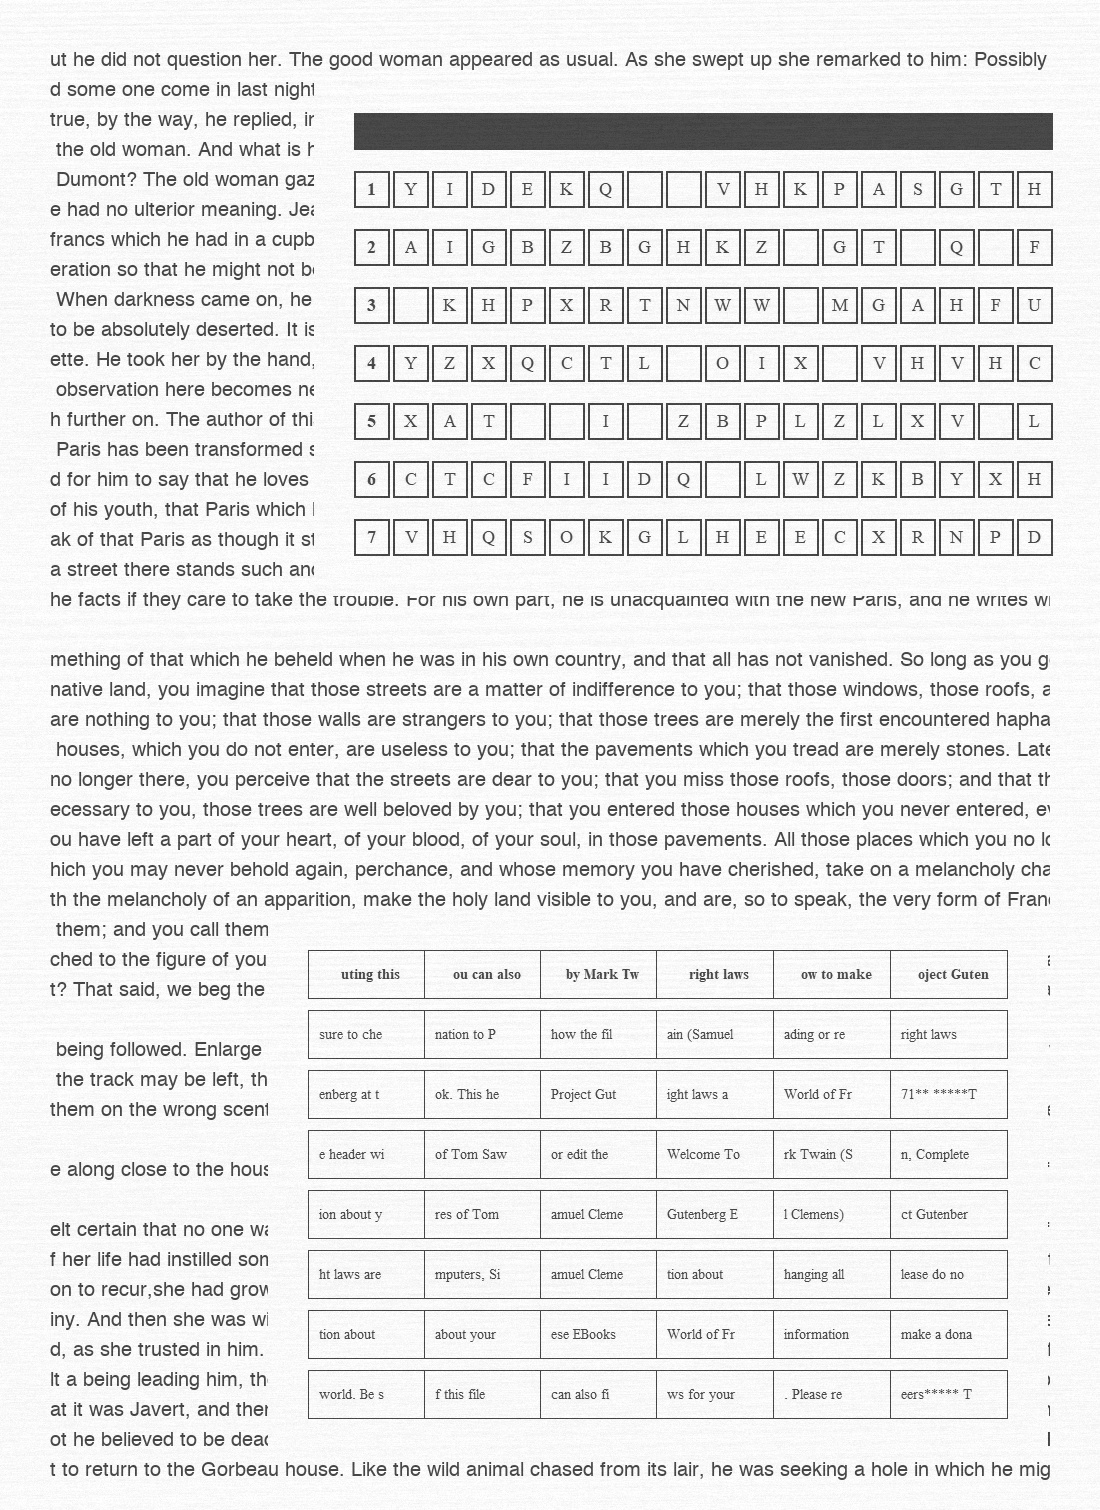 ut he did not question her. The good woman appeared as usual. As she swept up she remarked to him: Possibly
d some one come in last night
true, by the way, he replied, in
the old woman. And what is h
Dumont? The old woman gaz
e had no ulterior meaning. Jea
francs which he had in a cupb
eration so that he might not be
When darkness came on, he
to be absolutely deserted. It is
ette. He took her by the hand,
observation here becomes ne
h further on. The author of this
Paris has been transformed s
d for him to say that he loves
of his youth, that Paris which
ak of that Paris as though it st
a street there stands such and
1 Y I D E K Q V H K P A S G T H
2 A I G B Z B G H K Z G T Q F
3 K H P X R T N W W M G A H F U
4 Y Z X Q C T L O I X V H V H C
5 X A T I Z B P L Z L X V L
6 C T C F I I D Q L W Z K B Y X H
7 V H Q S O K G L H E E C X R N P D
he facts if they care to take the trouble. For his own part, he is unacquainted with the new Paris, and he writes wi
mething of that which he beheld when he was in his own country, and that all has not vanished. So long as you g
native land, you imagine that those streets are a matter of indifference to you; that those windows, those roofs, a
are nothing to you; that those walls are strangers to you; that those trees are merely the first encountered hapha
houses, which you do not enter, are useless to you; that the pavements which you tread are merely stones. Late
no longer there, you perceive that the streets are dear to you; that you miss those roofs, those doors; and that th
ecessary to you, those trees are well beloved by you; that you entered those houses which you never entered, ev
ou have left a part of your heart, of your blood, of your soul, in those pavements. All those places which you no lo
hich you may never behold again, perchance, and whose memory you have cherished, take on a melancholy cha
th the melancholy of an apparition, make the holy land visible to you, and are, so to speak, the very form of Fran
them; and you call them
ched to the figure of you
t? That said, we beg the
being followed. Enlarge
the track may be left, th
them on the wrong scent
e along close to the hous
elt certain that no one wa
f her life had instilled som
on to recur,she had grow
iny. And then she was wi
d, as she trusted in him.
lt a being leading him, th
at it was Javert, and then
ot he believed to be dead
uting this ou can also by Mark Tw right laws ow to make oject Guten
sure to che nation to P how the fil ain (Samuel ading or re right laws
enberg at t ok. This he Project Gut ight laws a World of Fr 71** *****T
e header wi of Tom Saw or edit the Welcome To rk Twain (S n, Complete
ion about y res of Tom amuel Cleme Gutenberg E l Clemens) ct Gutenber
ht laws are mputers, Si amuel Cleme tion about hanging all lease do no
tion about about your ese EBooks World of Fr information make a dona
world. Be s f this file can also fi ws for your . Please re eers***** T
t to return to the Gorbeau house. Like the wild animal chased from its lair, he was seeking a hole in which he mig